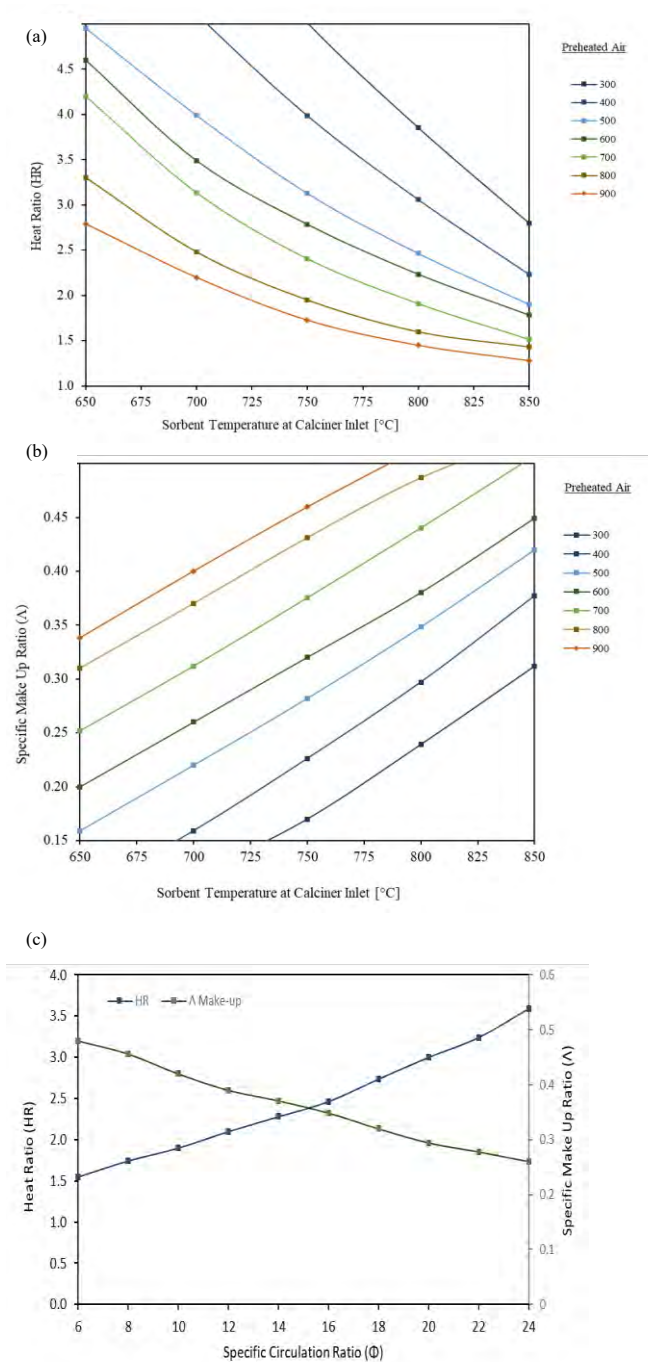 (a)
Preheated Air
300
400
500
600
700
800
900
Heat Ratio (HR)
4.5
4.0
3.5
3.0
2.5
2.0
1.5
1.0
650 675 700 725 750 775 800 825 850
Sorbent Temperature at Calciner Inlet [°C]
(b)
Preheated Air
300
400
500
600
700
800
900
Specific Make Up Ratio (Λ)
0.45
0.40
0.35
0.30
0.25
0.20
0.15
650 675 700 725 750 775 800 825 850
Sorbent Temperature at Calciner Inlet [°C]
(c)
HR Λ Make-up
Heat Ratio (HR)
4.0
3.5
3.0
2.5
2.0
1.5
1.0
0.5
0.0
Specific Make Up Ratio (Λ)
0.6
0.5
0.4
0.3
0.2
0.1
0
6 8 10 12 14 16 18 20 22 24
Specific Circulation Ratio (Φ)